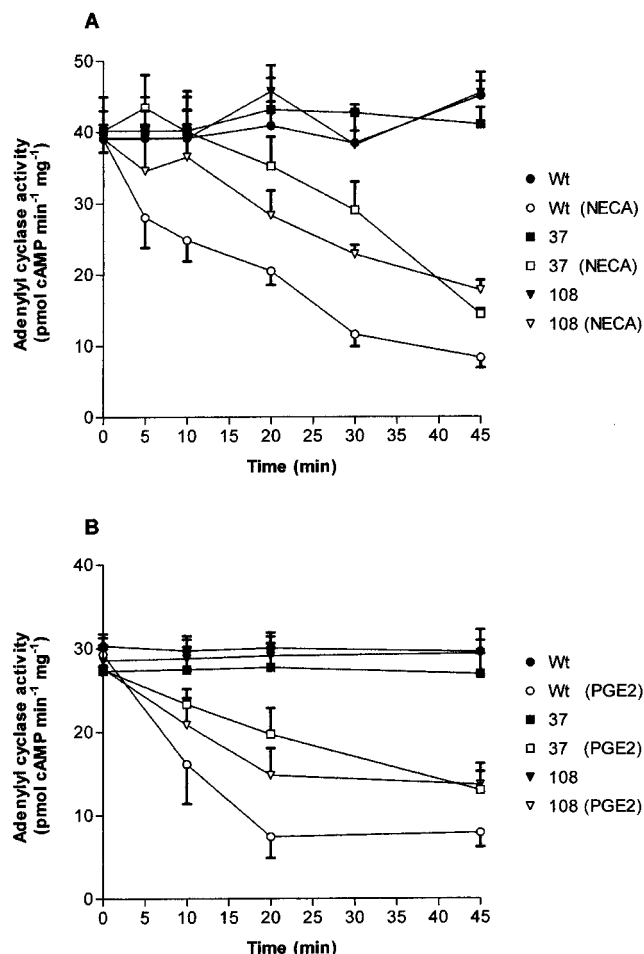 A
Adenylyl cyclase activity
(pmol cAMP min⁻¹ mg⁻¹)
50
40
30
20
10
0
0 5 10 15 20 25 30 35 40 45
Time (min)
Wt
Wt (NECA)
37
37 (NECA)
108
108 (NECA)
B
Adenylyl cyclase activity
(pmol cAMP min⁻¹ mg⁻¹)
40
30
20
10
0
0 5 10 15 20 25 30 35 40 45
Time (min)
Wt
Wt (PGE2)
37
37 (PGE2)
108
108 (PGE2)